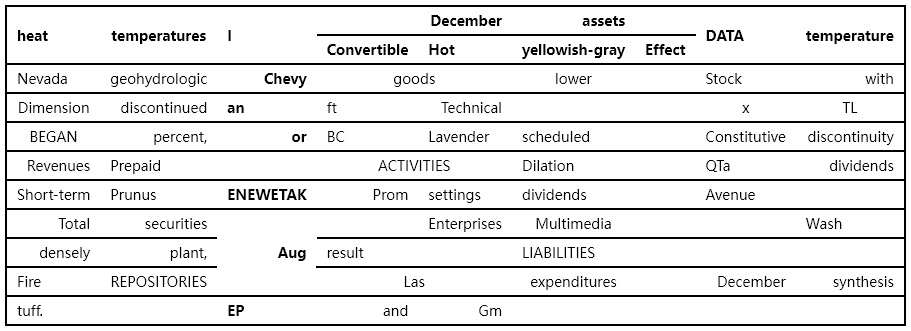 heat temperatures I December assets DATA temperature
Convertible Hot yellowish-gray Effect
Nevada geohydrologic Chevy goods lower Stock with
Dimension discontinued an ft Technical x TL
BEGAN percent, or BC Lavender scheduled Constitutive discontinuity
Revenues Prepaid ACTIVITIES Dilation QTa dividends
Short-term Prunus ENEWETAK Prom settings dividends Avenue
Total securities Enterprises Multimedia Wash
densely plant, Aug result LIABILITIES
Fire REPOSITORIES Las expenditures December synthesis
tuff. EP and Gm